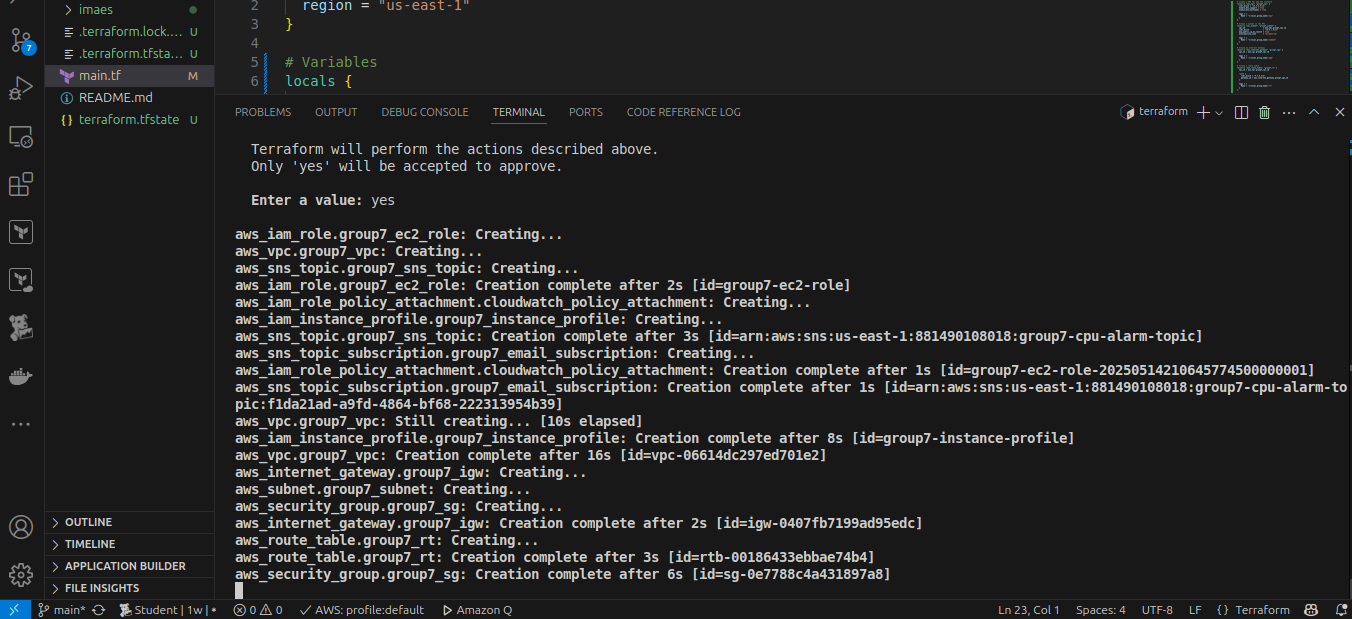 imaes
.terraform.lock.... U
.terraform.tfsta... U
main.tf M
README.md
{} terraform.tfstate U
7
2 region = "us-east-1"
3 }
4
5 # Variables
6 locals {
PROBLEMS OUTPUT DEBUG CONSOLE TERMINAL PORTS CODE REFERENCE LOG terraform
Terraform will perform the actions described above.
Only 'yes' will be accepted to approve.
Enter a value: yes
aws_iam_role.group7_ec2_role: Creating...
aws_vpc.group7_vpc: Creating...
aws_sns_topic.group7_sns_topic: Creating...
aws_iam_role.group7_ec2_role: Creation complete after 2s [id=group7-ec2-role]
aws_iam_role_policy_attachment.cloudwatch_policy_attachment: Creating...
aws_iam_instance_profile.group7_instance_profile: Creating...
aws_sns_topic.group7_sns_topic: Creation complete after 3s [id=arn:aws:sns:us-east-1:881490108018:group7-cpu-alarm-topic]
aws_sns_topic_subscription.group7_email_subscription: Creating...
aws_iam_role_policy_attachment.cloudwatch_policy_attachment: Creation complete after 1s [id=group7-ec2-role-20250514210645774500000001]
aws_sns_topic_subscription.group7_email_subscription: Creation complete after 1s [id=arn:aws:sns:us-east-1:881490108018:group7-cpu-alarm-to
pic:f1da21ad-a9fd-4864-bf68-222313954b39]
aws_vpc.group7_vpc: Still creating... [10s elapsed]
aws_iam_instance_profile.group7_instance_profile: Creation complete after 8s [id=group7-instance-profile]
aws_vpc.group7_vpc: Creation complete after 16s [id=vpc-06614dc297ed701e2]
aws_internet_gateway.group7_igw: Creating...
aws_subnet.group7_subnet: Creating...
aws_security_group.group7_sg: Creating...
aws_internet_gateway.group7_igw: Creation complete after 2s [id=igw-0407fb7199ad95edc]
aws_route_table.group7_rt: Creating...
aws_route_table.group7_rt: Creation complete after 3s [id=rtb-00186433ebbae74b4]
aws_security_group.group7_sg: Creation complete after 6s [id=sg-0e7788c4a431897a8]
OUTLINE
TIMELINE
APPLICATION BUILDER
FILE INSIGHTS
main* Student | 1w | • 0 0 AWS: profile:default Amazon Q Ln 23, Col 1 Spaces: 4 UTF-8 LF {} Terraform